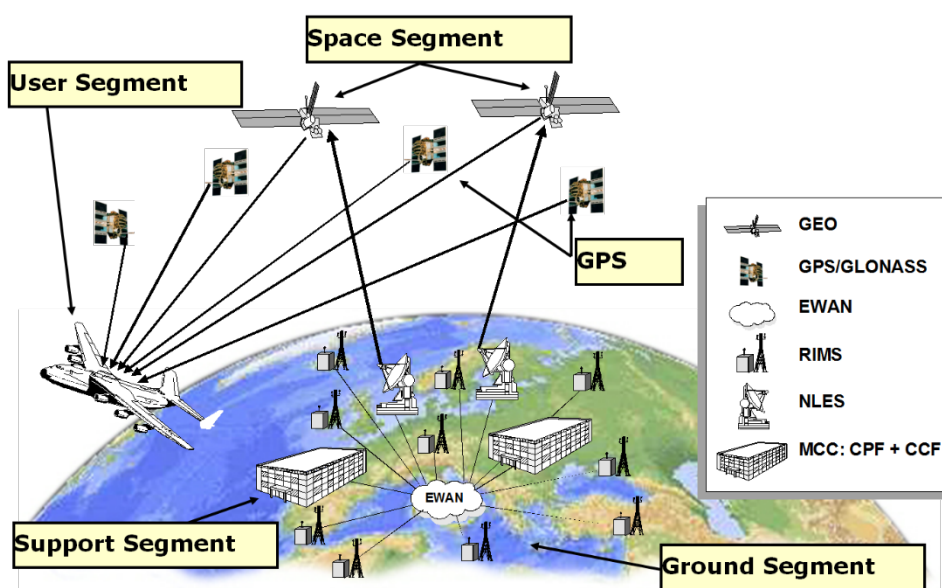 Space Segment
User Segment
GPS
GEO
GPS/GLONASS
EWAN
RIMS
NLES
MCC: CPF + CCF
EWAN
Support Segment
Ground Segment